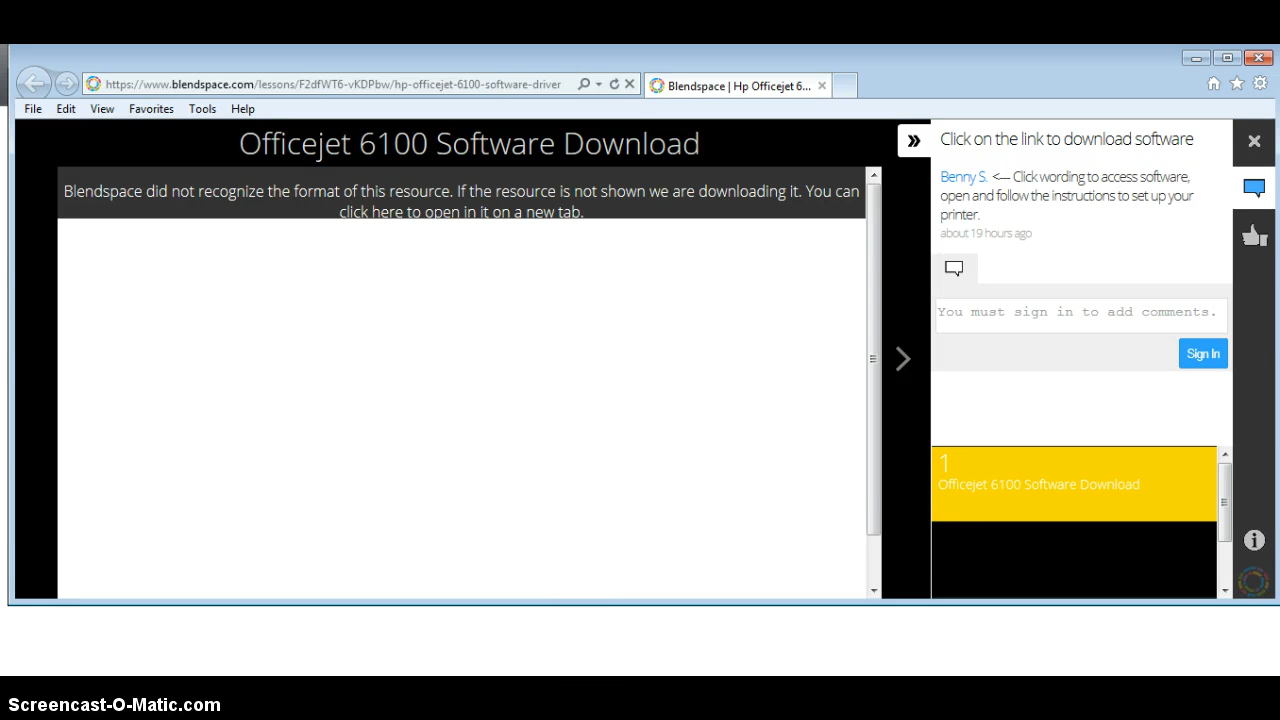 https://www.blendspace.com/lessons/F2dfWT6-vKDPbw/hp-officejet-6100-software-driver
Blendspace | Hp Officejet 6...
File Edit View Favorites Tools Help
Officejet 6100 Software Download
Blendspace did not recognize the format of this resource. If the resource is not shown we are downloading it. You can
click here to open in it on a new tab.
Click on the link to download software
Benny S. <--- Click wording to access software,
open and follow the instructions to set up your
printer.
about 19 hours ago
You must sign in to add comments.
Sign In
1
Officejet 6100 Software Download
Screencast-O-Matic.com